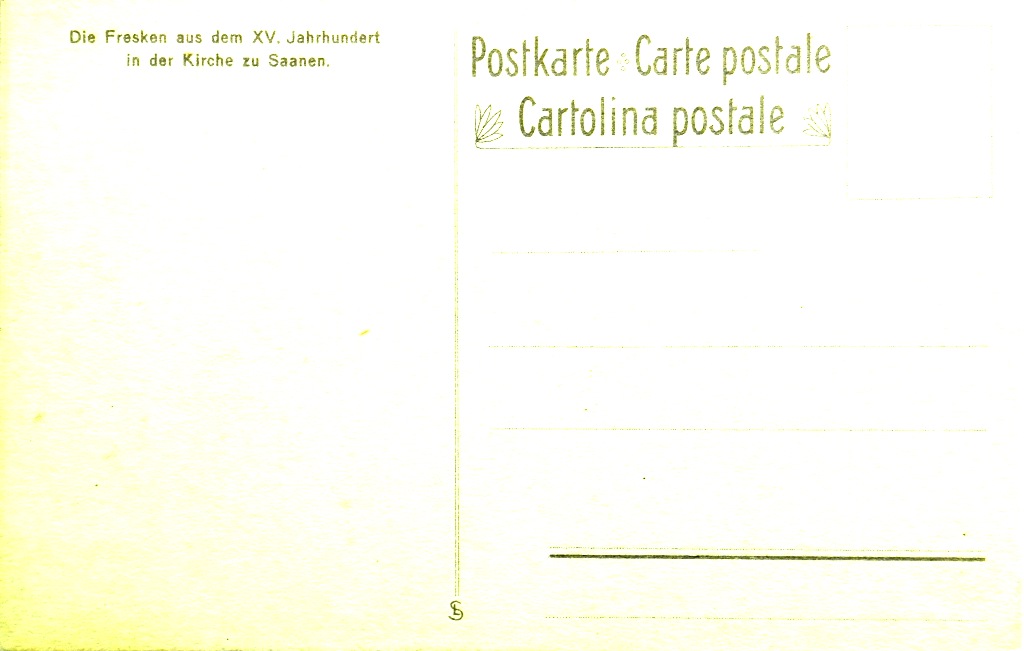 Die Fresken aus dem XV. Jahrhundert
in der Kirche zu Saanen.
Postkarte Carte postale
Cartolina postale